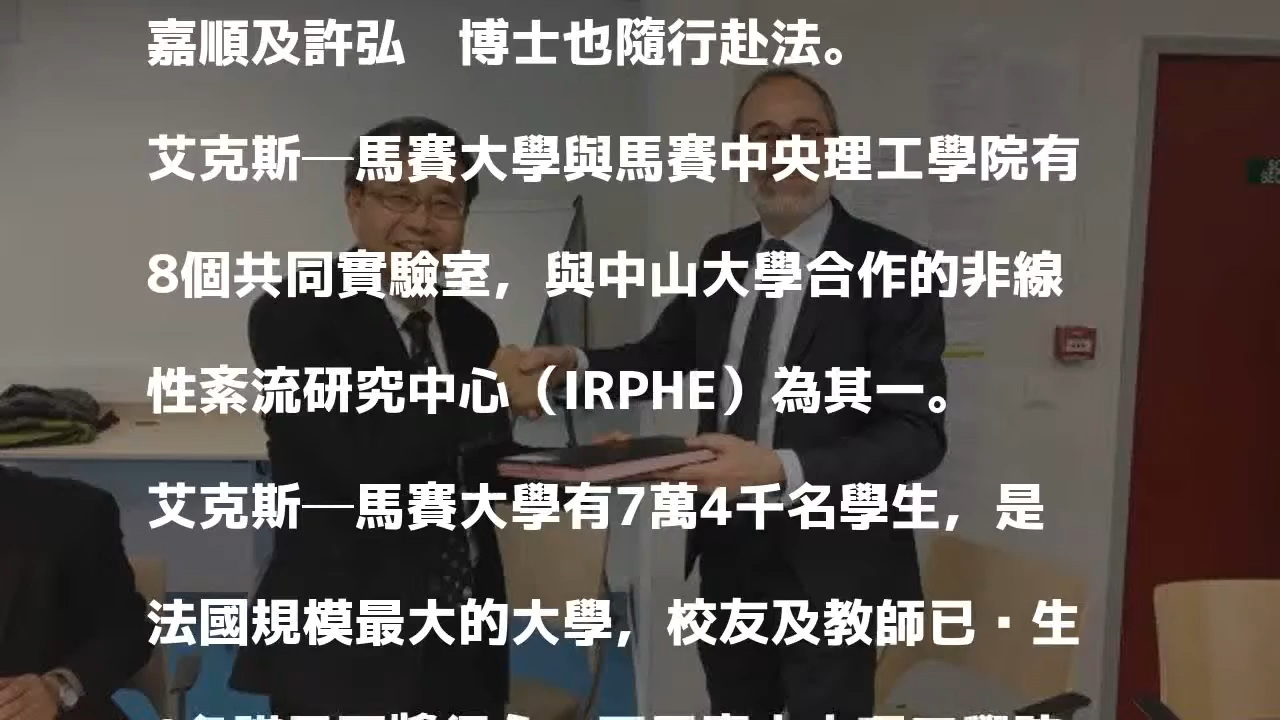 嘉順及許弘　博士也隨行赴法。
艾克斯─馬賽大學與馬賽中央理工學院有
8個共同實驗室，與中山大學合作的非線
性紊流研究中心（IRPHE）為其一。
艾克斯─馬賽大學有7萬4千名學生，是
法國規模最大的大學，校友及教師已·生